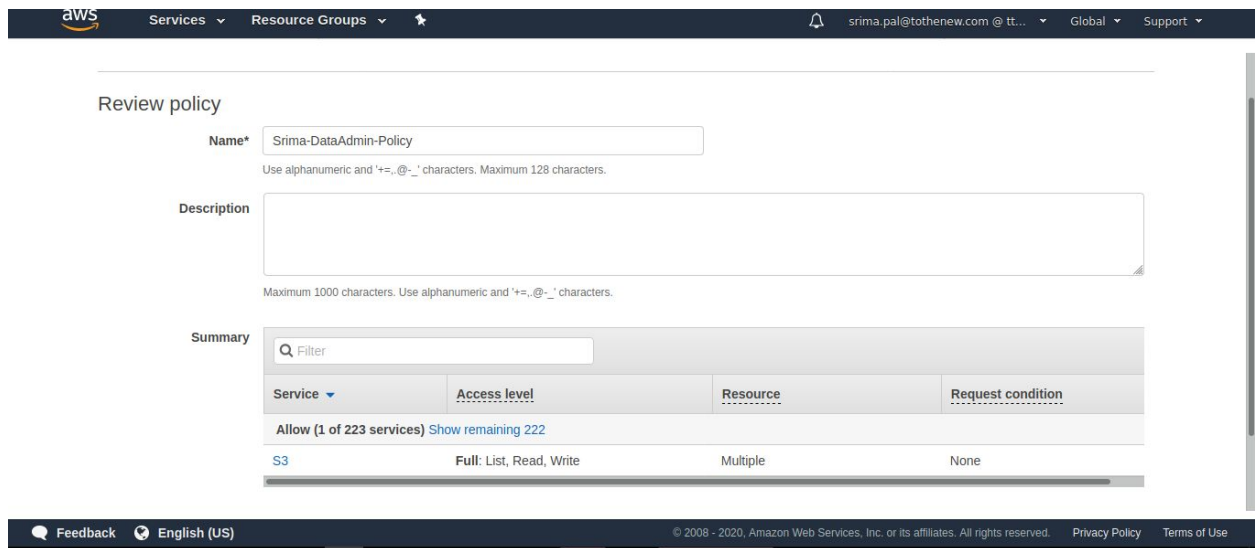 aws Services Resource Groups srima.pal@tothenew.com @ tt... Global Support
Review policy
Name* Srima-DataAdmin-Policy
Use alphanumeric and '+=,.@-_' characters. Maximum 128 characters.
Description
Maximum 1000 characters. Use alphanumeric and '+=,.@-_' characters.
Summary
Filter
Service Access level Resource Request condition
Allow (1 of 223 services) Show remaining 222
S3 Full: List, Read, Write Multiple None
Feedback English (US) © 2008 - 2020, Amazon Web Services, Inc. or its affiliates. All rights reserved. Privacy Policy Terms of Use